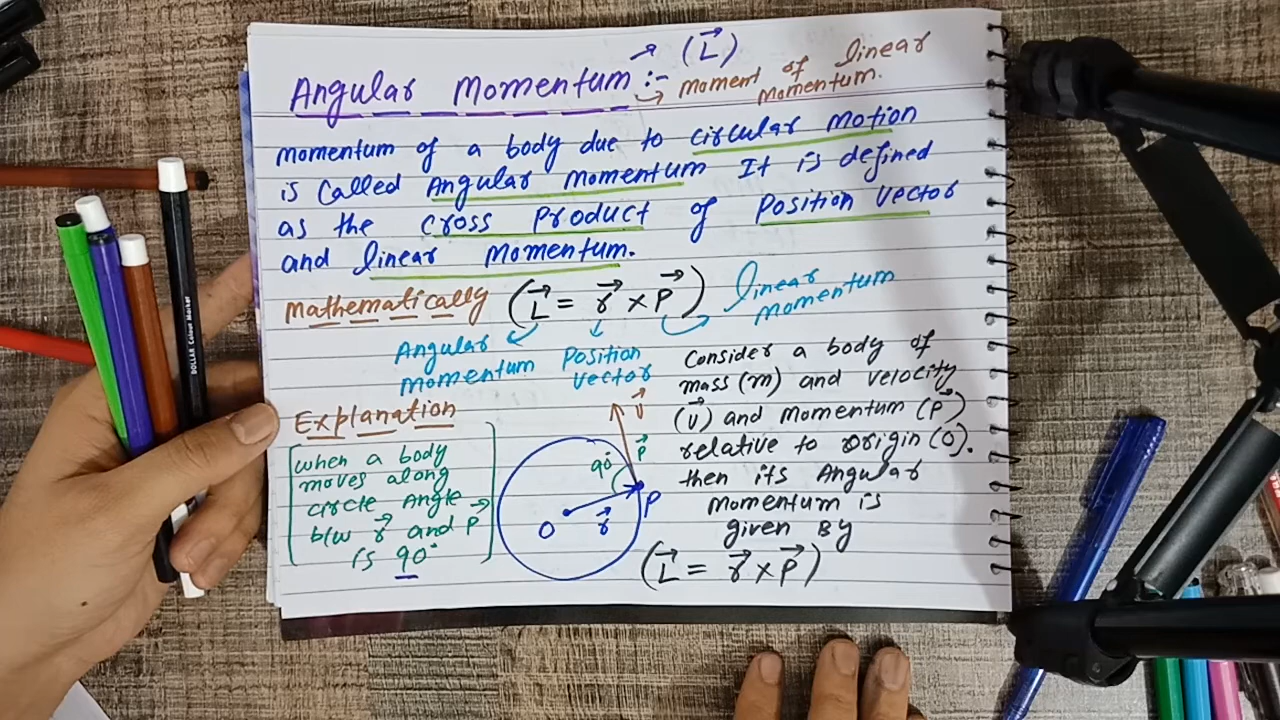 Angular Momentum :- → (L⃗)
↪ moment of linear
momentum.
momentum of a body due to circular motion
is called Angular momentum It is defined
as the cross product of position vector
and linear momentum.
Mathematically (L⃗ = r⃗ × P⃗)
linear
momentum
Angular
momentum
Position
vector
Explanation
when a body
moves along
circle Angle
b/w r⃗ and P⃗
is 90°
v⃗
P⃗
90°
P
O
r⃗
Consider a body of
mass (m) and velocity
(v⃗) and momentum (P⃗)
relative to origin (O).
then its Angular
momentum is
given By
(L⃗ = r⃗ × P⃗)
DOLLAR Colour Marker